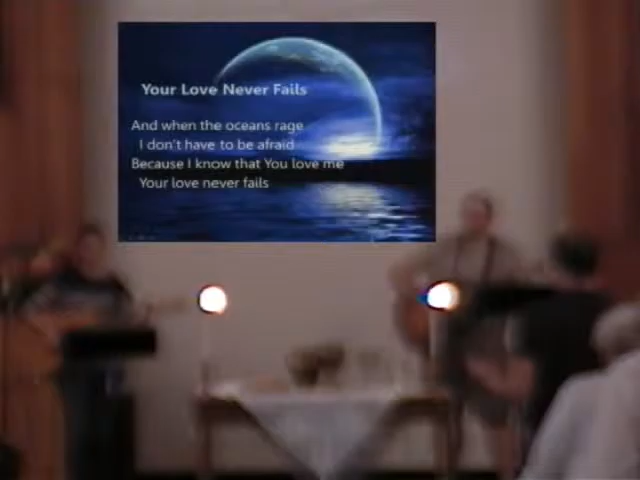 Your Love Never Fails
And when the oceans rage
I don't have to be afraid
Because I know that You love me
Your love never fails